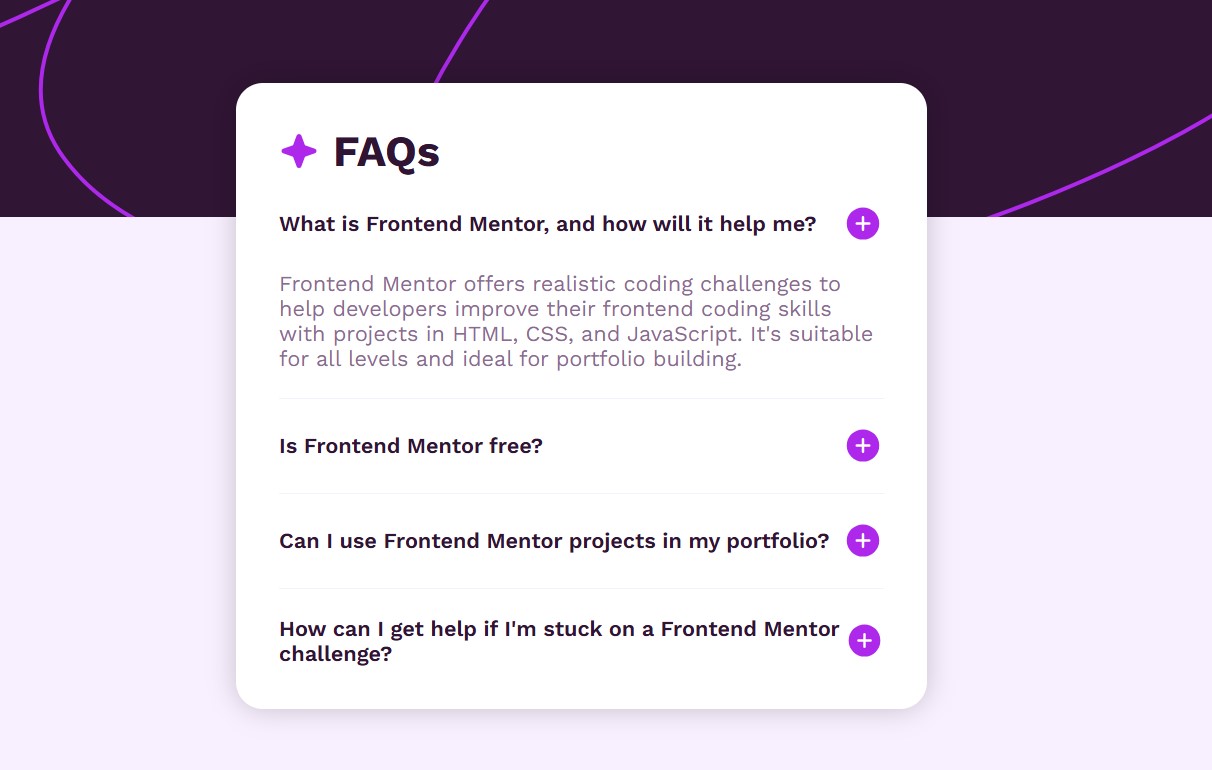 FAQs
What is Frontend Mentor, and how will it help me?
Frontend Mentor offers realistic coding challenges to
help developers improve their frontend coding skills
with projects in HTML, CSS, and JavaScript. It's suitable
for all levels and ideal for portfolio building.
Is Frontend Mentor free?
Can I use Frontend Mentor projects in my portfolio?
How can I get help if I'm stuck on a Frontend Mentor
challenge?